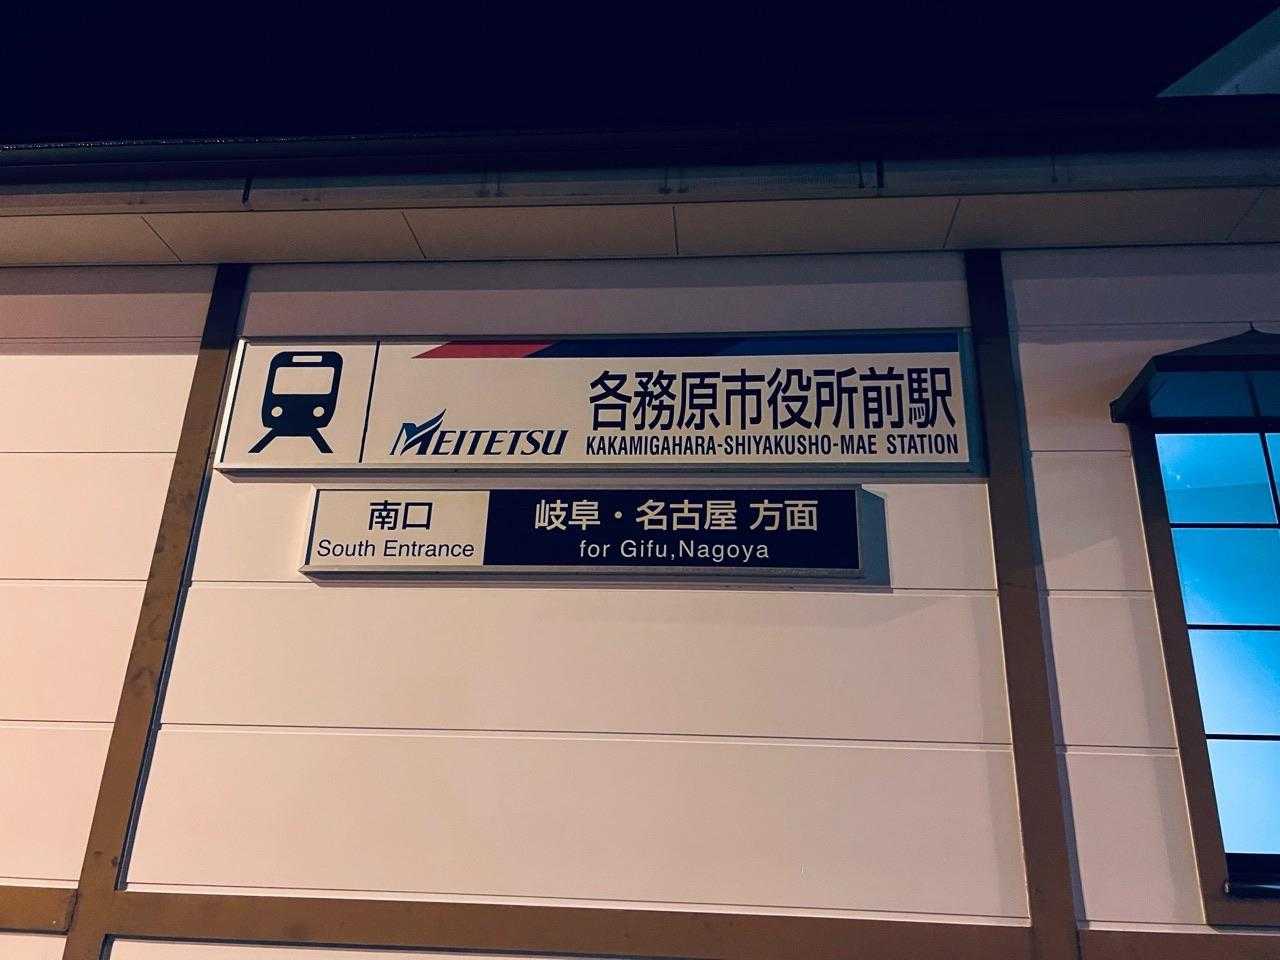 MEITETSU
各務原市役所前駅
KAKAMIGAHARA-SHIYAKUSHO-MAE STATION
南口
South Entrance
岐阜・名古屋 方面
for Gifu,Nagoya